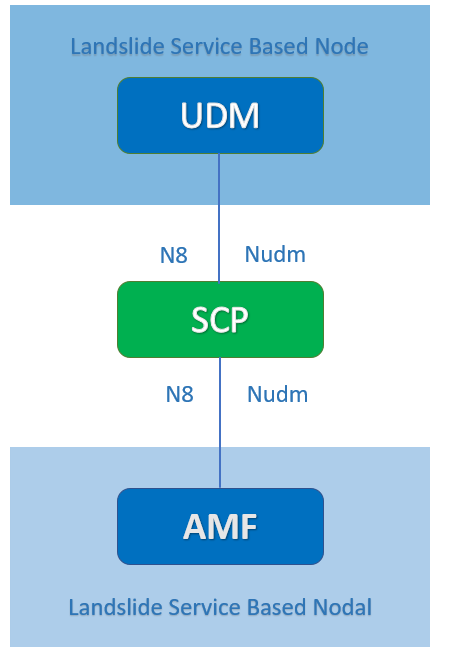 Landslide Service Based Node
UDM
N8 Nudm
SCP
N8 Nudm
AMF
Landslide Service Based Nodal